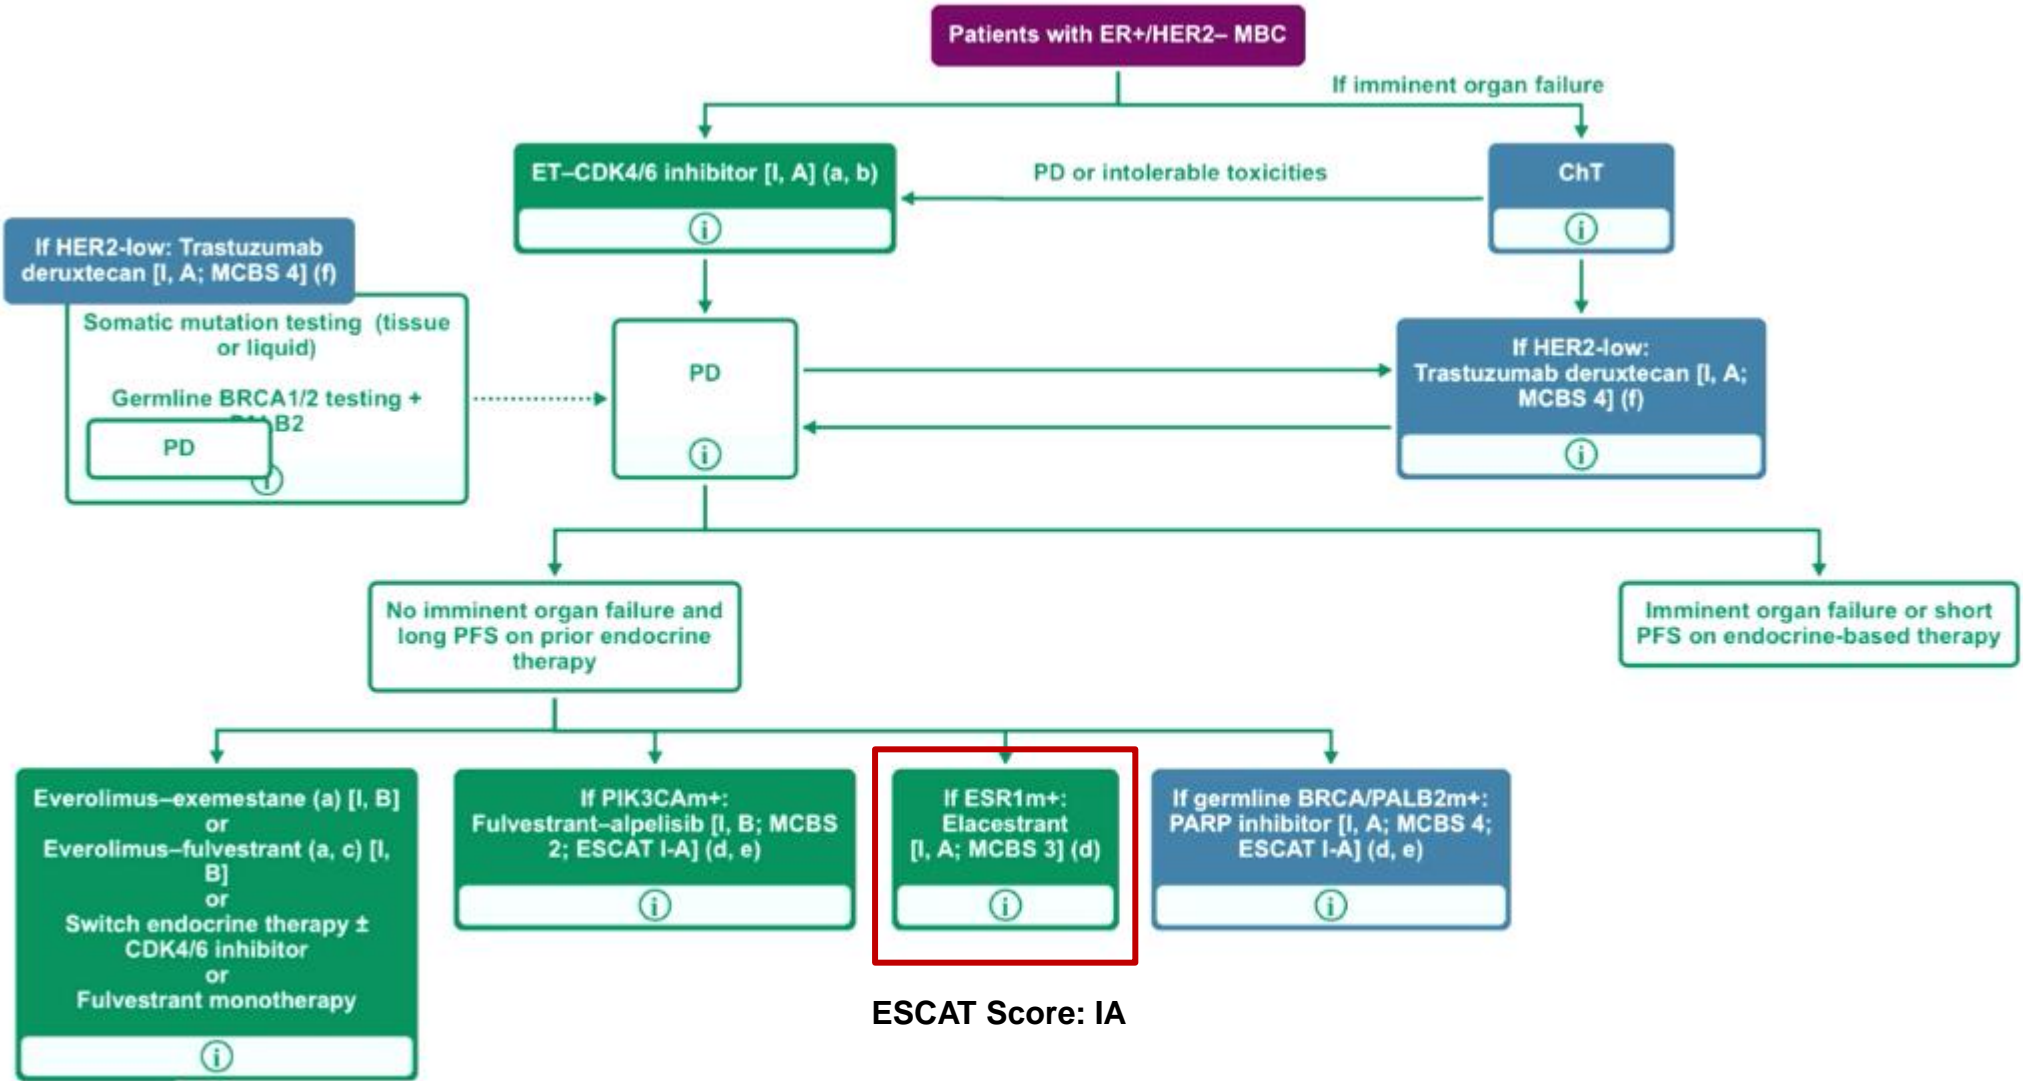 Patients with ER+/HER2– MBC
If imminent organ failure
ET–CDK4/6 inhibitor [I, A] (a, b)
PD or intolerable toxicities
ChT
If HER2-low: Trastuzumab
deruxtecan [I, A; MCBS 4] (f)
Somatic mutation testing (tissue
or liquid)
Germline BRCA1/2 testing +
B2
PD
PD
If HER2-low:
Trastuzumab deruxtecan [I, A;
MCBS 4] (f)
No imminent organ failure and
long PFS on prior endocrine
therapy
Imminent organ failure or short
PFS on endocrine-based therapy
Everolimus–exemestane (a) [I, B]
or
Everolimus–fulvestrant (a, c) [I,
B]
or
Switch endocrine therapy ±
CDK4/6 inhibitor
or
Fulvestrant monotherapy
If PIK3CAm+:
Fulvestrant–alpelisib [I, B; MCBS
2; ESCAT I-A] (d, e)
If ESR1m+:
Elacestrant
[I, A; MCBS 3] (d)
If germline BRCA/PALB2m+:
PARP inhibitor [I, A; MCBS 4;
ESCAT I-A] (d, e)
ESCAT Score: IA